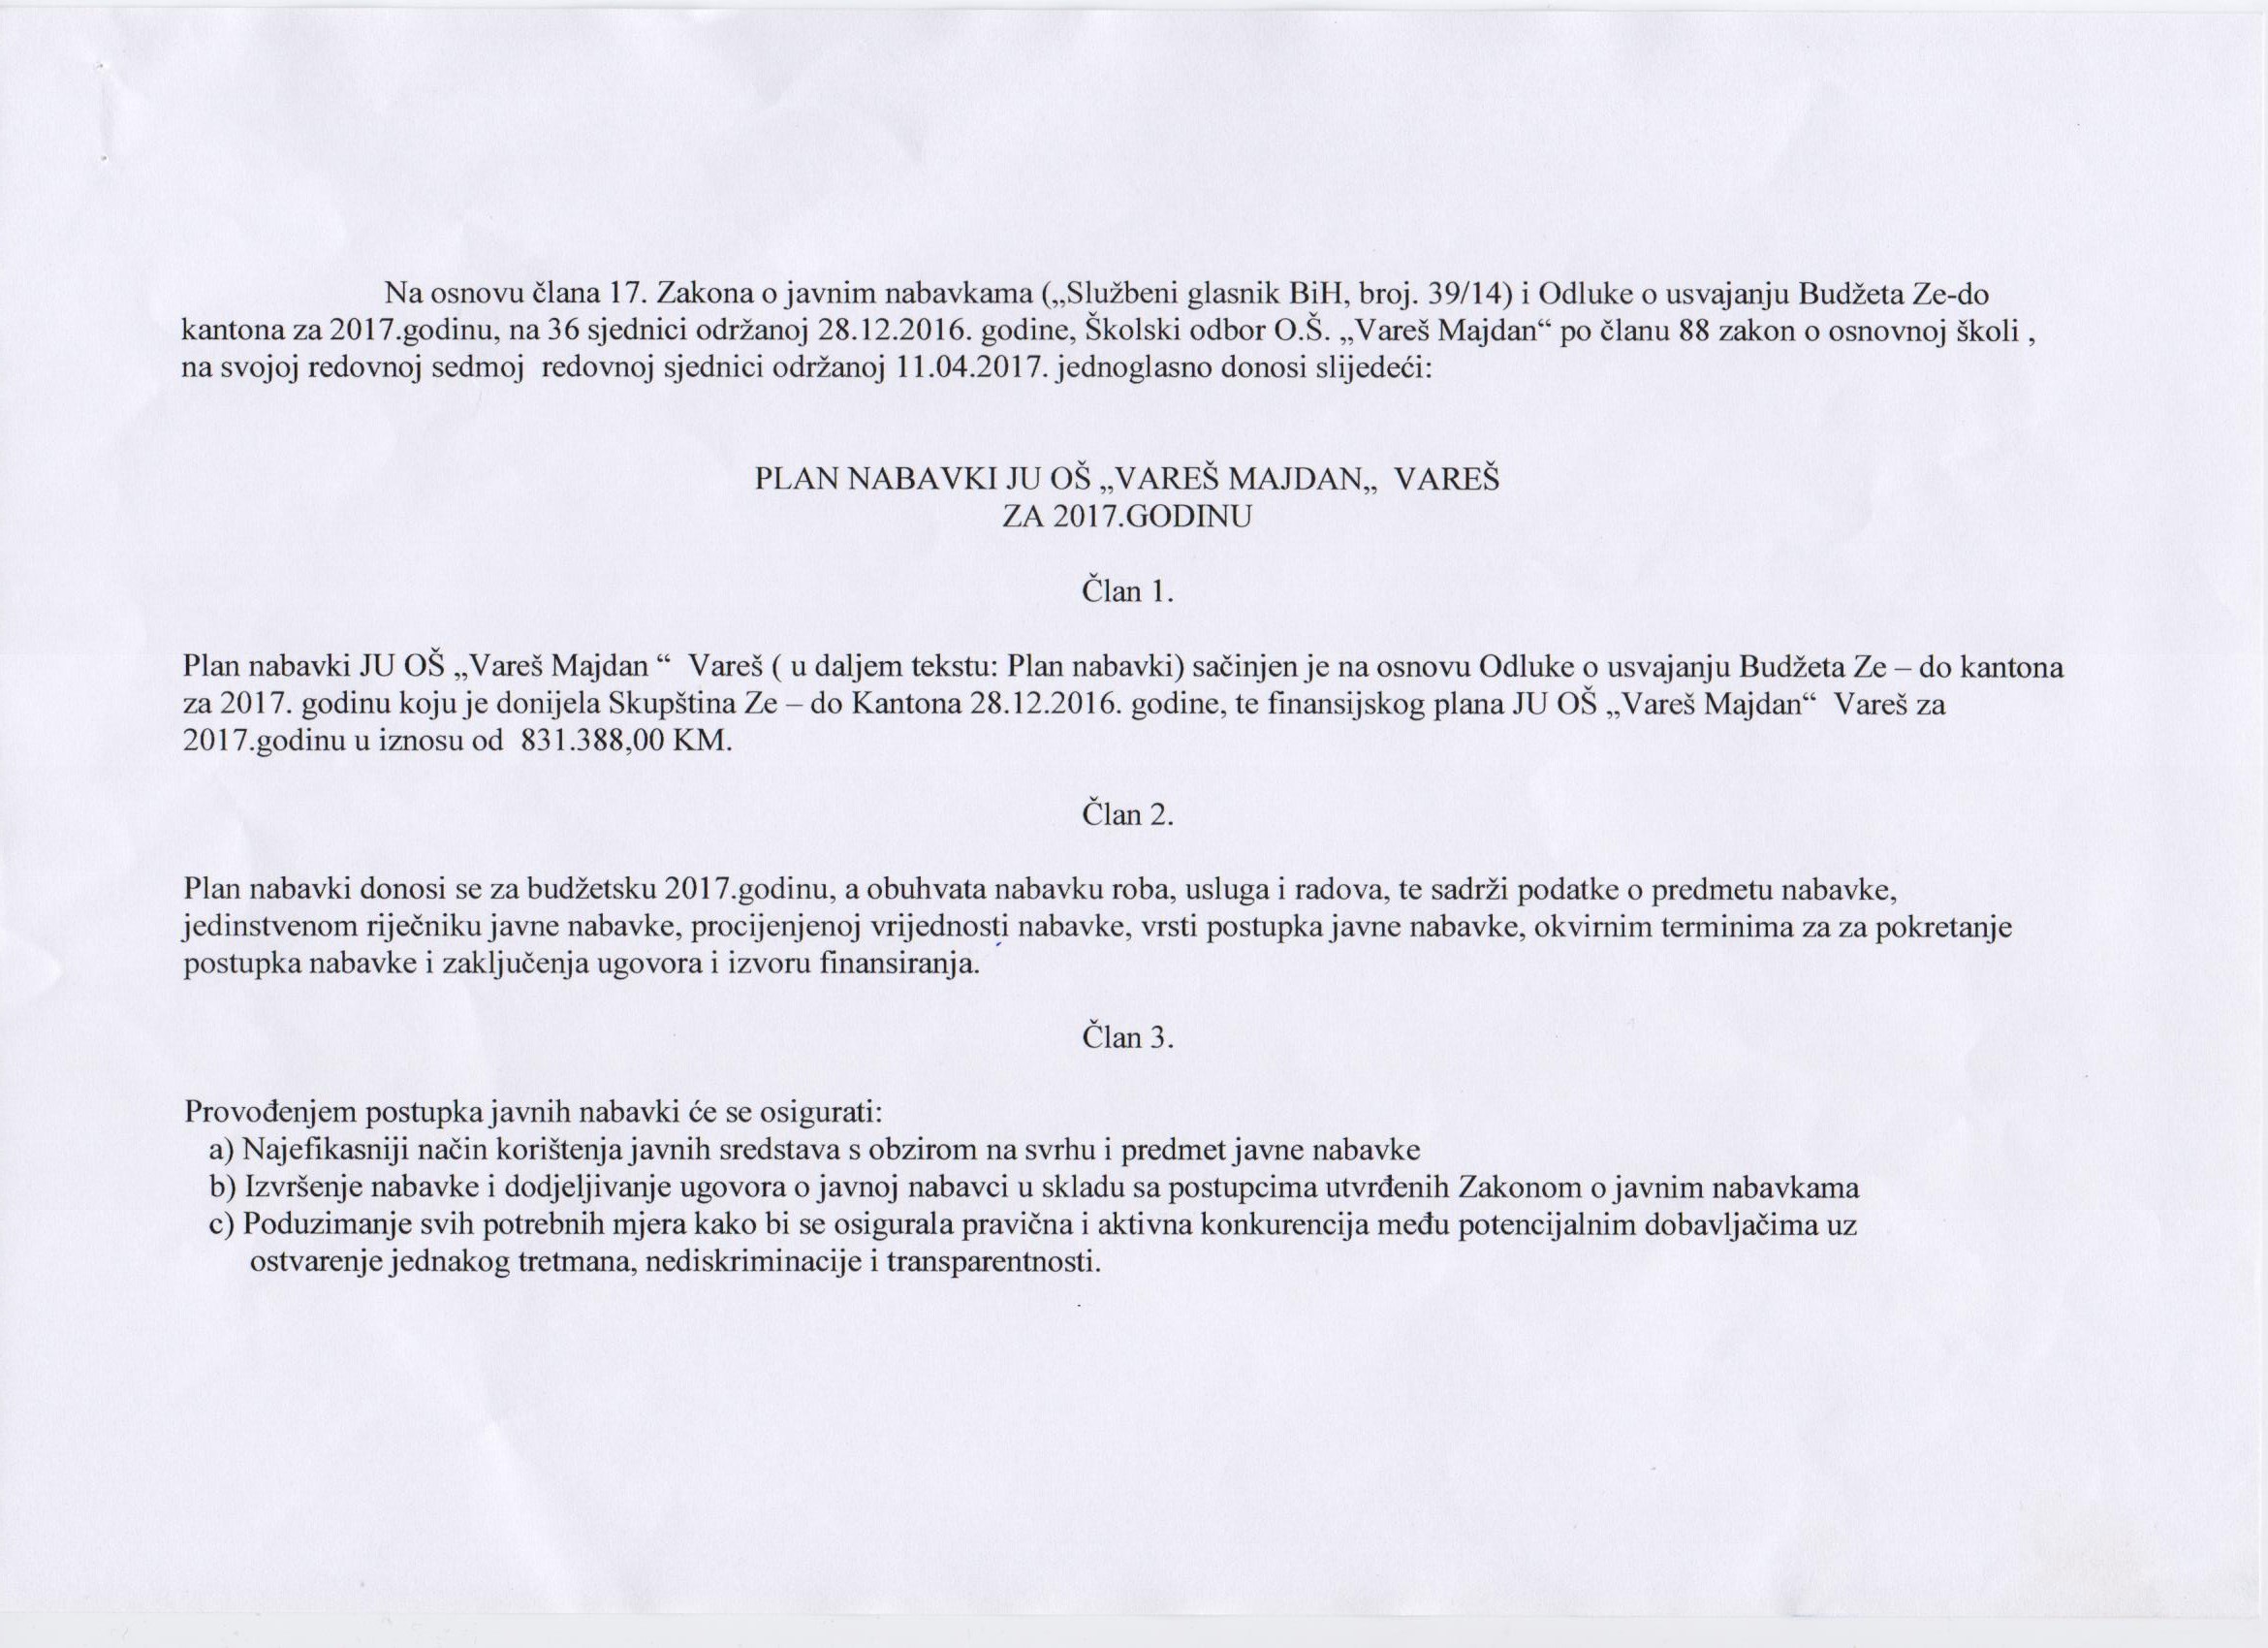 Na osnovu člana 17. Zakona o javnim nabavkama („Službeni glasnik BiH, broj. 39/14) i Odluke o usvajanju Budžeta Ze-do
kantona za 2017.godinu, na 36 sjednici održanoj 28.12.2016. godine, Školski odbor O.Š. „Vareš Majdan“ po članu 88 zakon o osnovnoj školi ,
na svojoj redovnoj sedmoj  redovnoj sjednici održanoj 11.04.2017. jednoglasno donosi slijedeći:
PLAN NABAVKI JU OŠ „VAREŠ MAJDAN„  VAREŠ
ZA 2017.GODINU
Član 1.
Plan nabavki JU OŠ „Vareš Majdan “  Vareš ( u daljem tekstu: Plan nabavki) sačinjen je na osnovu Odluke o usvajanju Budžeta Ze – do kantona
za 2017. godinu koju je donijela Skupština Ze – do Kantona 28.12.2016. godine, te finansijskog plana JU OŠ „Vareš Majdan“  Vareš za
2017.godinu u iznosu od  831.388,00 KM.
Član 2.
Plan nabavki donosi se za budžetsku 2017.godinu, a obuhvata nabavku roba, usluga i radova, te sadrži podatke o predmetu nabavke,
jedinstvenom riječniku javne nabavke, procijenjenoj vrijednosti nabavke, vrsti postupka javne nabavke, okvirnim terminima za za pokretanje
postupka nabavke i zaključenja ugovora i izvoru finansiranja.
Član 3.
Provođenjem postupka javnih nabavki će se osigurati:
a) Najefikasniji način korištenja javnih sredstava s obzirom na svrhu i predmet javne nabavke
b) Izvršenje nabavke i dodjeljivanje ugovora o javnoj nabavci u skladu sa postupcima utvrđenih Zakonom o javnim nabavkama
c) Poduzimanje svih potrebnih mjera kako bi se osigurala pravična i aktivna konkurencija među potencijalnim dobavljačima uz
ostvarenje jednakog tretmana, nediskriminacije i transparentnosti.